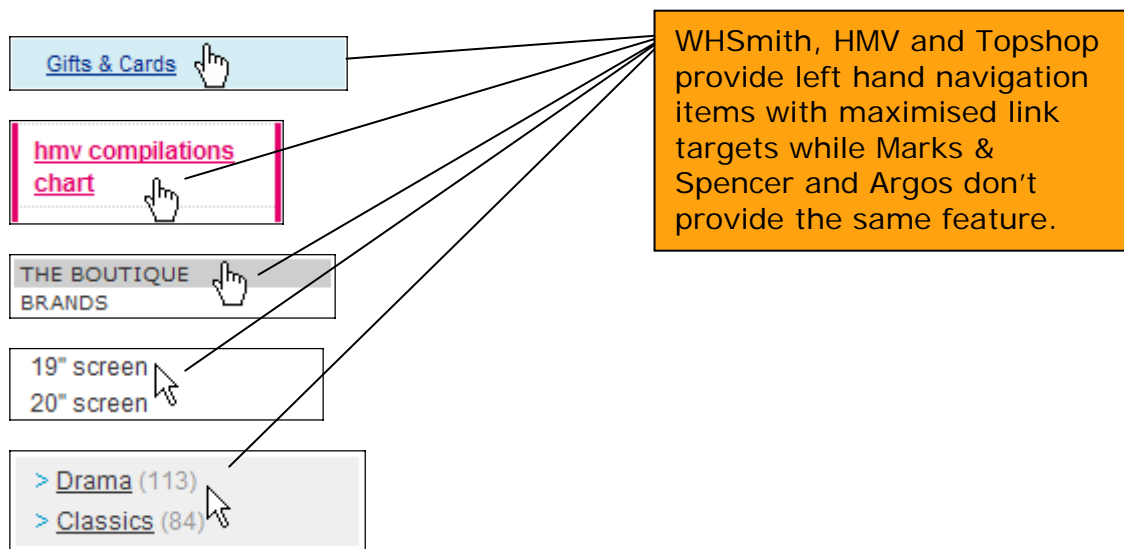 Gifts & Cards
hmv compilations
chart
THE BOUTIQUE
BRANDS
19" screen
20" screen
> Drama (113)
> Classics (84)
WHSmith, HMV and Topshop
provide left hand navigation
items with maximised link
targets while Marks &
Spencer and Argos don't
provide the same feature.